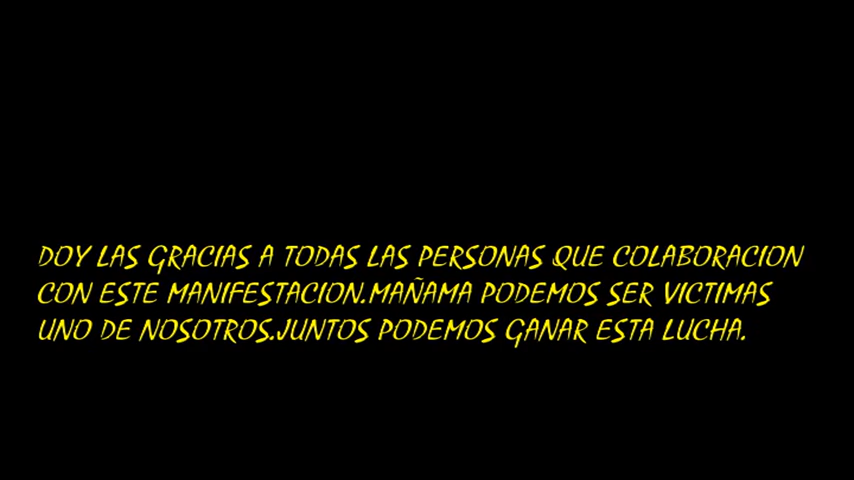 DOY LAS GRACIAS A TODAS LAS PERSONAS QUE COLABORACION
CON ESTE MANIFESTACION.MAÑAMA PODEMOS SER VICTIMAS
UNO DE NOSOTROS.JUNTOS PODEMOS GANAR ESTA LUCHA.